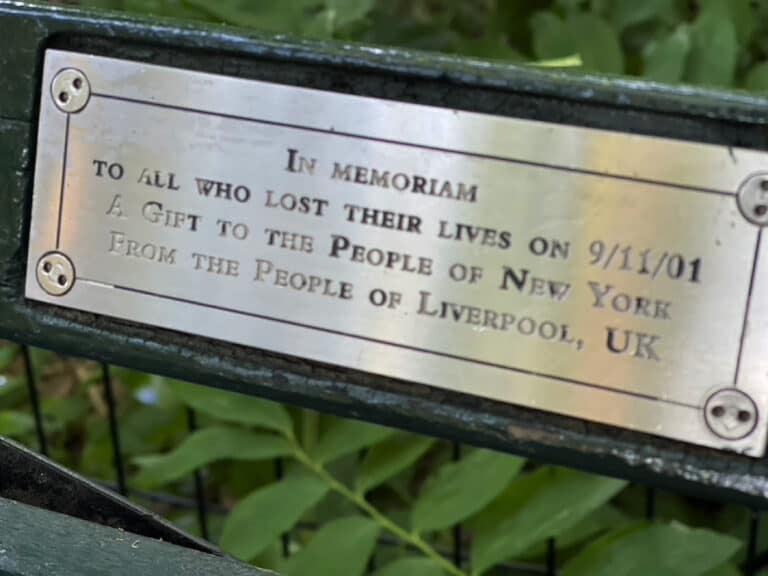 In memoriam
to all who lost their lives on 9/11/01
A Gift to the People of New York
From the People of Liverpool, UK